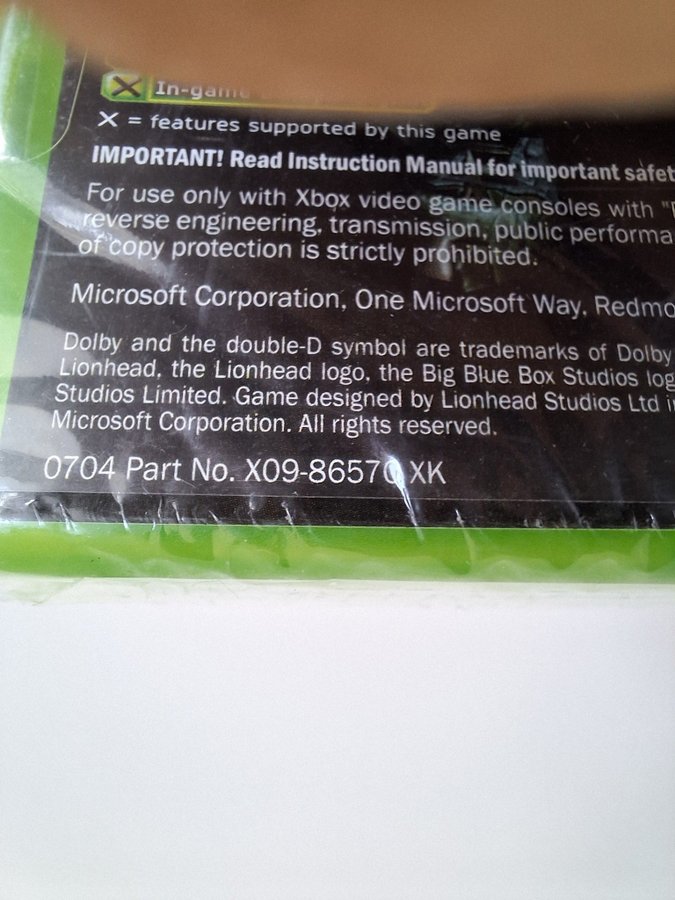 In-game
X = features supported by this game
IMPORTANT! Read Instruction Manual for important
For use only with Xbox video game consoles with
reverse engineering, transmission, public
of copy protection is strictly prohibited.
Microsoft Corporation, One Microsoft Way,
Dolby and the double-D symbol are trademarks of Dolby
Lionhead, the Lionhead logo, the Big Blue Box Studios
Studios Limited. Game designed by Lionhead Studios Ltd
Microsoft Corporation. All rights reserved.
0704 Part No. X09-86570 XK